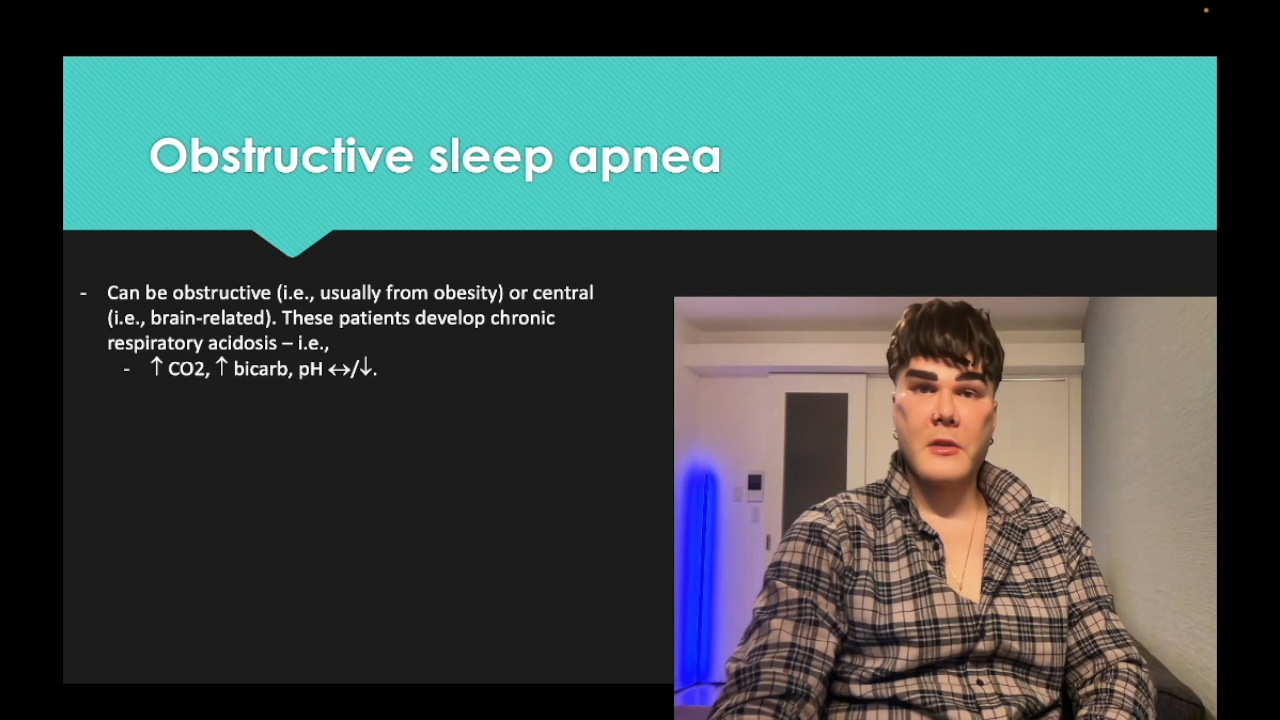 Obstructive sleep apnea
- Can be obstructive (i.e., usually from obesity) or central
(i.e., brain-related). These patients develop chronic
respiratory acidosis – i.e.,
- ↑ CO2, ↑ bicarb, pH ↔/↓.